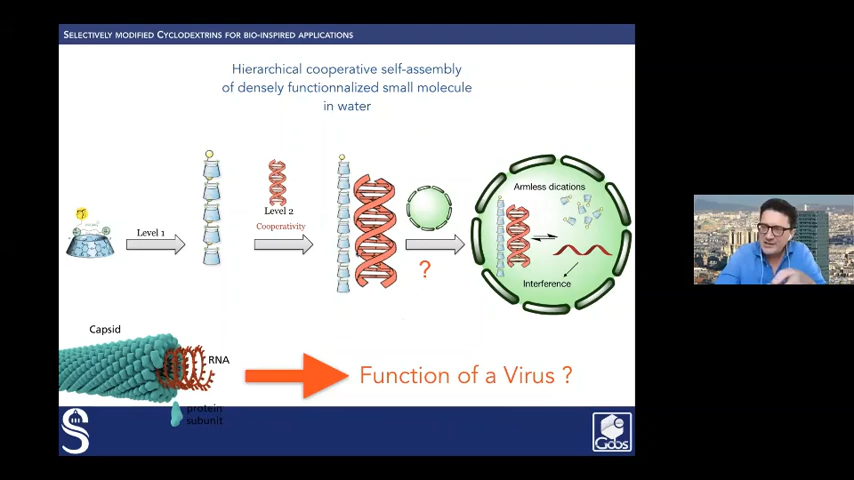 SELECTIVELY MODIFIED CYCLODEXTRINS FOR BIO-INSPIRED APPLICATIONS
Hierarchical cooperative self-assembly
of densely functionnalized small molecule
in water
Level 1
Level 2
Cooperativity
?
Armless dications
Interference
Capsid
RNA
protein
subunit
Function of a Virus ?